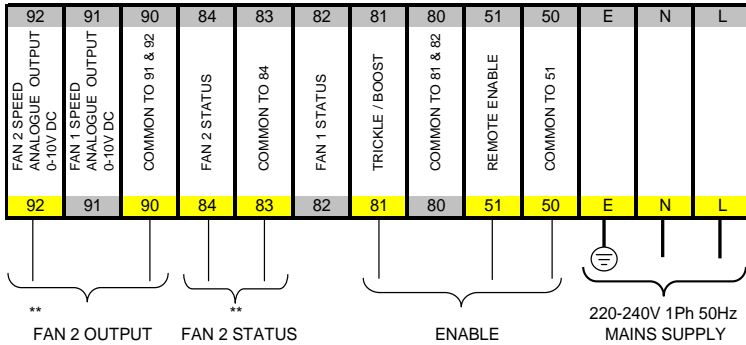 92 91 90 84 83 82 81 80 51 50 E N L
FAN 2 SPEED
ANALOGUE OUTPUT
0-10V DC
FAN 1 SPEED
ANALOGUE OUTPUT
0-10V DC
COMMON TO 91 & 92
FAN 2 STATUS
COMMON TO 84
FAN 1 STATUS
TRICKLE / BOOST
COMMON TO 81 & 82
REMOTE ENABLE
COMMON TO 51
92 91 90 84 83 82 81 80 51 50 E N L
**
FAN 2 OUTPUT
**
FAN 2 STATUS
ENABLE
220-240V 1Ph 50Hz
MAINS SUPPLY